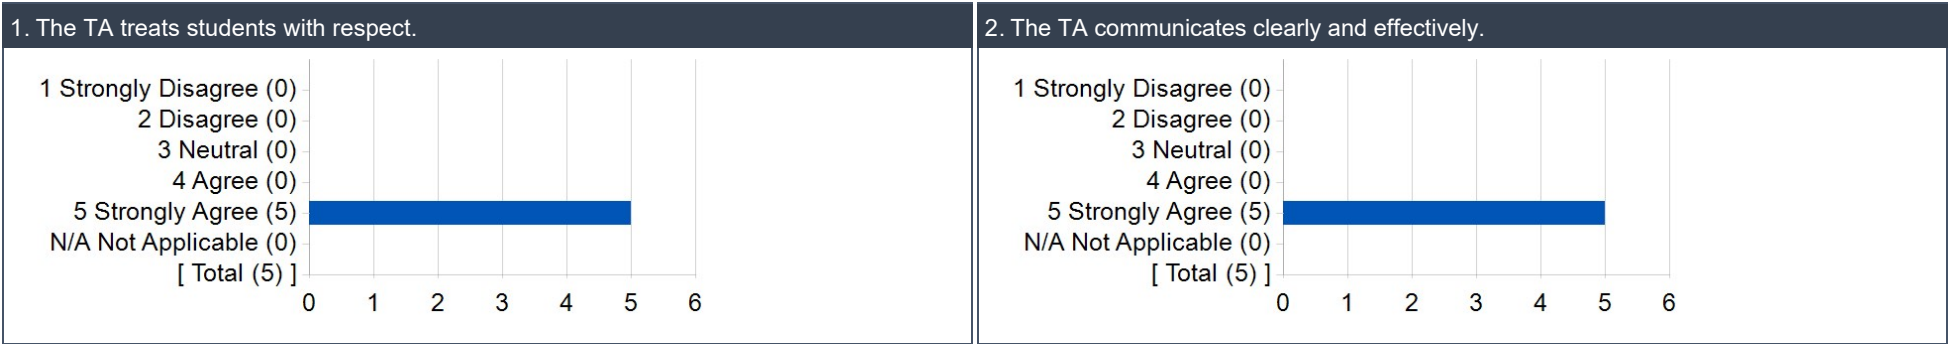 1. The TA treats students with respect.
1 Strongly Disagree (0)
2 Disagree (0)
3 Neutral (0)
4 Agree (0)
5 Strongly Agree (5)
N/A Not Applicable (0)
[ Total (5) ]
0 1 2 3 4 5 6
2. The TA communicates clearly and effectively.
1 Strongly Disagree (0)
2 Disagree (0)
3 Neutral (0)
4 Agree (0)
5 Strongly Agree (5)
N/A Not Applicable (0)
[ Total (5) ]
0 1 2 3 4 5 6